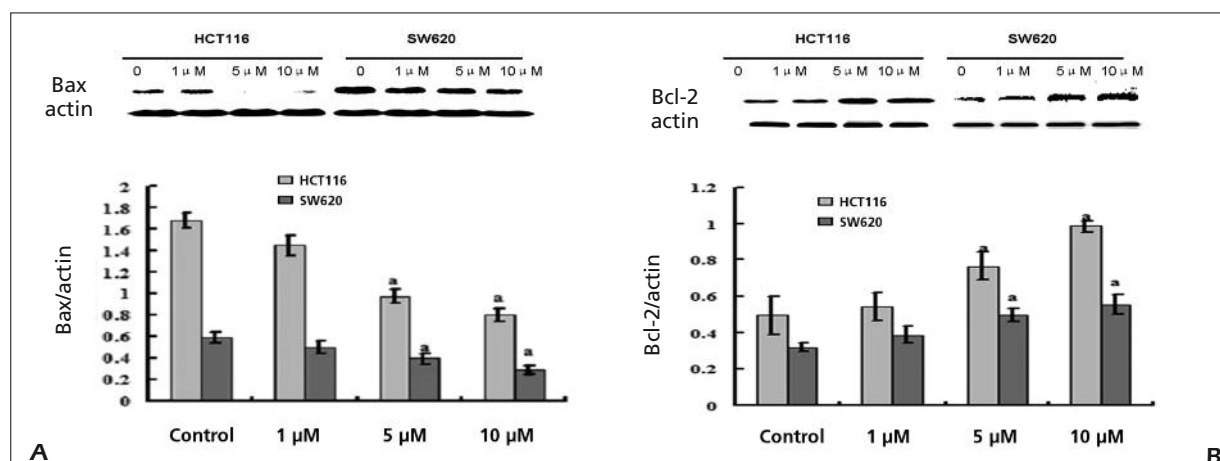 HCT116 SW620
0 1 μ M 5 μ M 10 μ M 0 1 μ M 5 μ M 10 μ M
Bax
actin
2
1.8
1.6
1.4
1.2
1
0.8
0.6
0.4
0.2
0
Bax/actin
HCT116
SW620
a
a
a
a
Control 1 μM 5 μM 10 μM
A
HCT116 SW620
0 1 μ M 5 μ M 10 μ M 0 1 μ M 5 μ M 10 μ M
Bcl-2
actin
1.2
1
0.8
0.6
0.4
0.2
0
Bcl-2/actin
HCT116
SW620
a
a
a
a
Control 1 μM 5 μM 10 μM
B